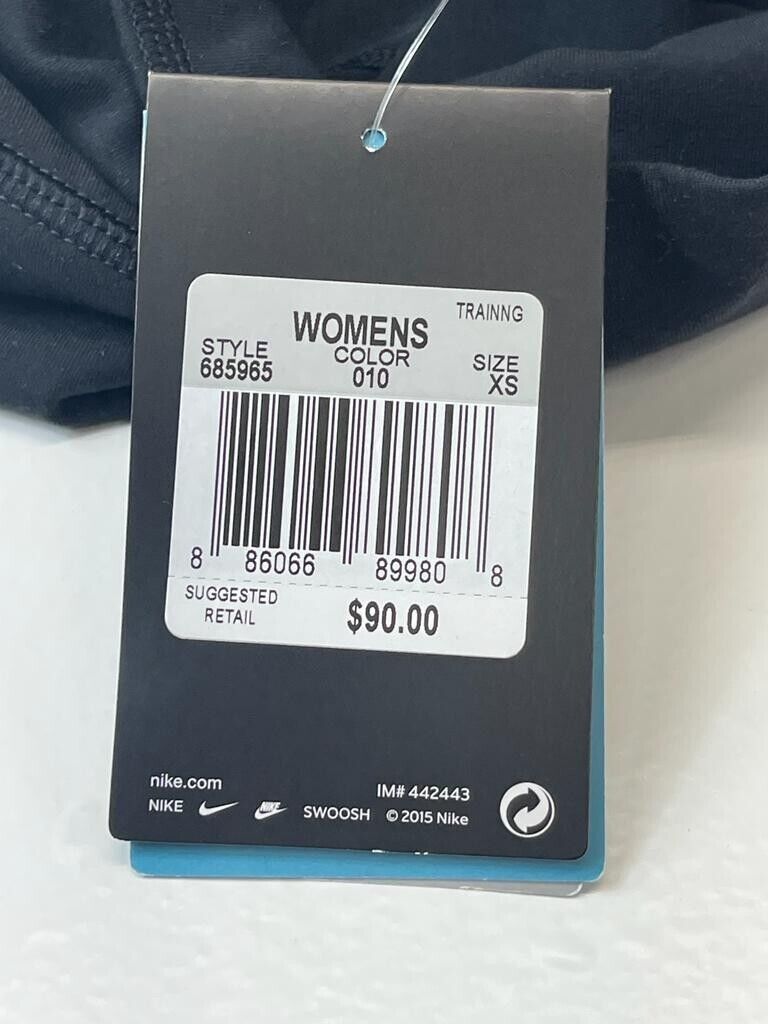 TRAINNG
WOMENS
STYLE COLOR SIZE
685965 010 XS
8 86066 89980 8
SUGGESTED
RETAIL $90.00
nike.com IM# 442443
NIKE NIKE SWOOSH © 2015 Nike